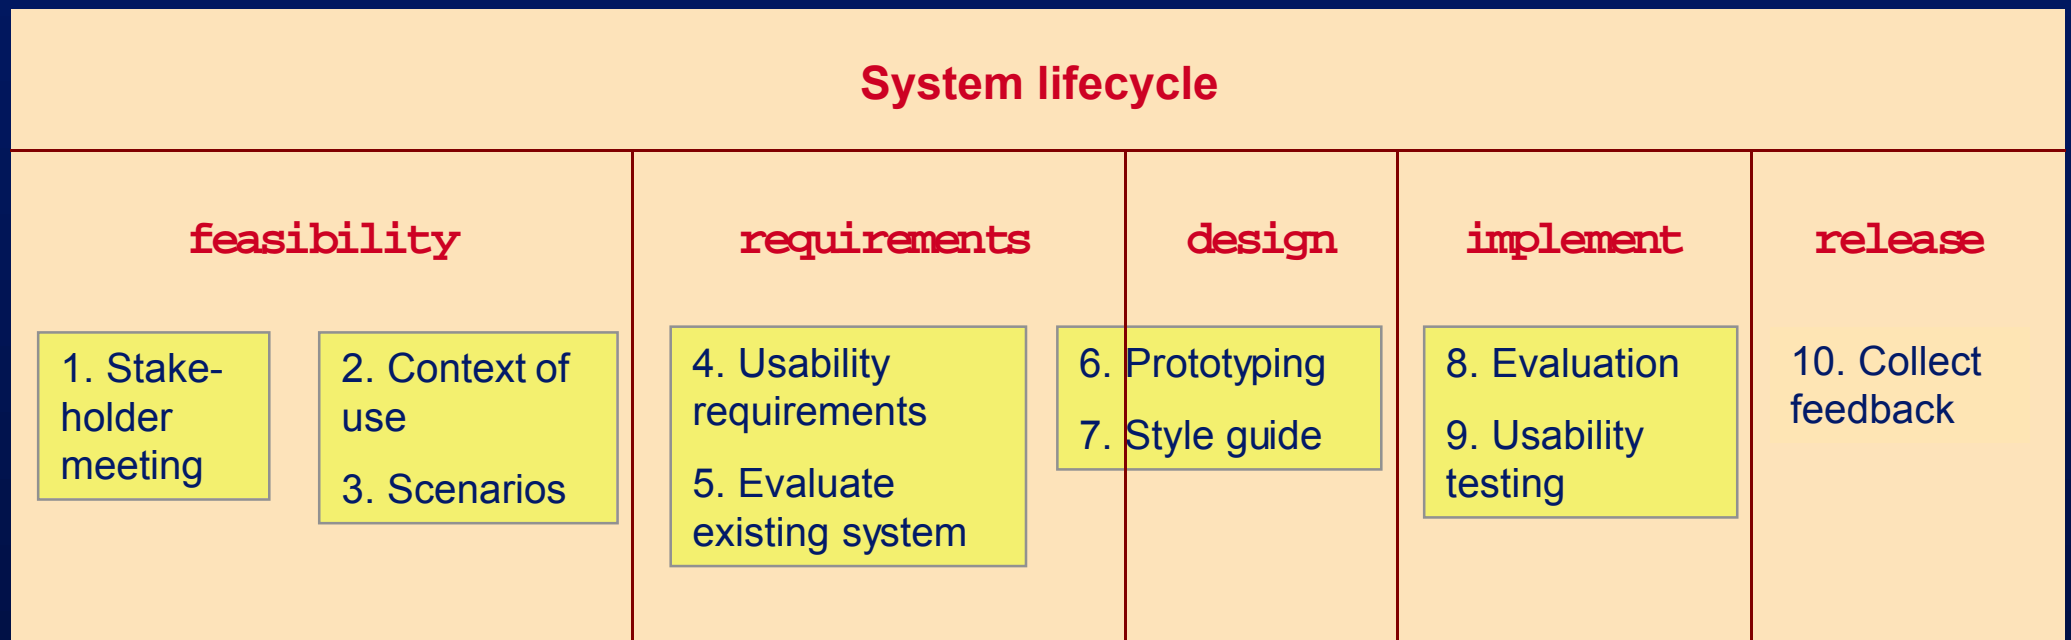 System lifecycle
feasibility
requirements
design
implement
release
1. Stake-
holder
meeting
2. Context of
use
3. Scenarios
4. Usability
requirements
5. Evaluate
existing system
6. Prototyping
7. Style guide
8. Evaluation
9. Usability
testing
10. Collect
feedback